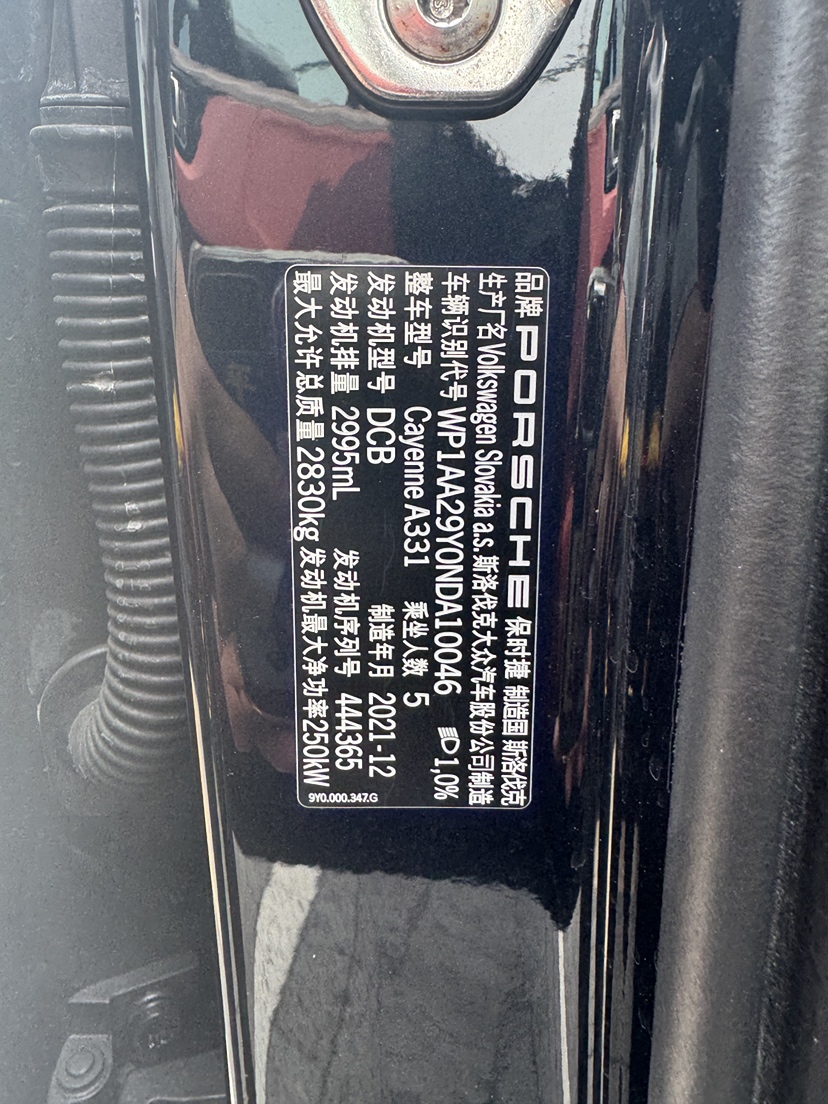 品牌 PORSCHE 保时捷 制造国 斯洛伐克
生产厂名 Volkswagen Slovakia a.s. 斯洛伐克大众汽车股份公司制造
车辆识别代号 WP1AA29Y0NDA10046 1,0%
整车型号 Cayenne A331 乘坐人数 5
发动机型号 DCB 制造年月 2021-12
发动机排量 2995mL 发动机序列号 444365
最大允许总质量 2830kg 发动机最大净功率250kW
9Y0.000.347.G